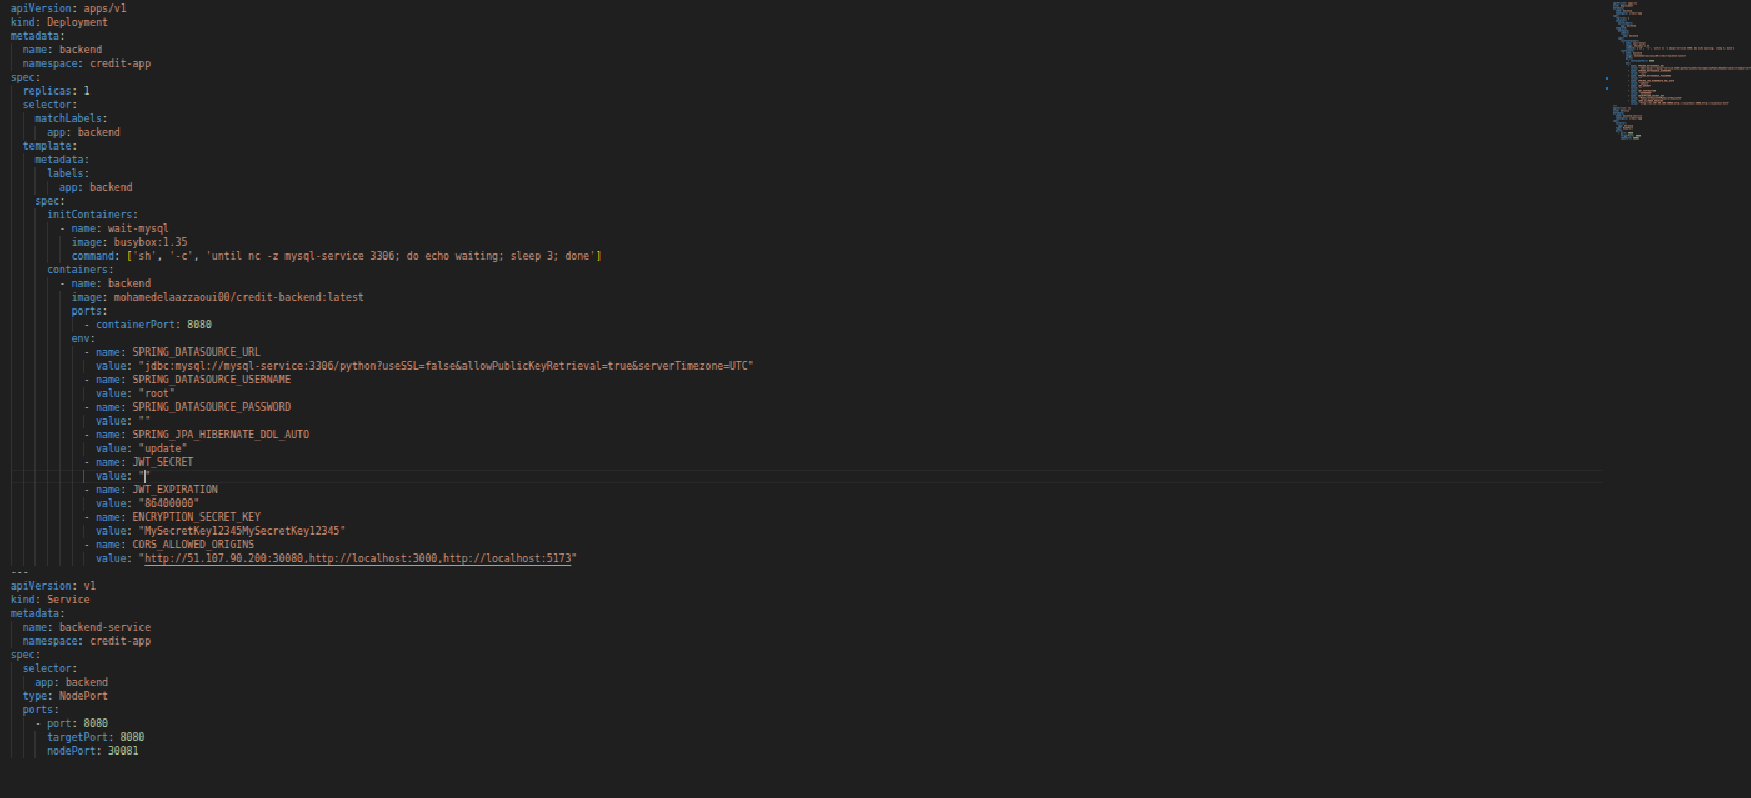 apiVersion: apps/v1
kind: Deployment
metadata:
  name: backend
  namespace: credit-app
spec:
  replicas: 1
  selector:
    matchLabels:
      app: backend
  template:
    metadata:
      labels:
        app: backend
    spec:
      initContainers:
        - name: wait-mysql
          image: busybox:1.35
          command: ['sh', '-c', 'until nc -z mysql-service 3306; do echo waiting; sleep 3; done']
      containers:
        - name: backend
          image: mohamedelaazzaoui00/credit-backend:latest
          ports:
            - containerPort: 8080
          env:
            - name: SPRING_DATASOURCE_URL
              value: "jdbc:mysql://mysql-service:3306/python?useSSL=false&allowPublicKeyRetrieval=true&serverTimezone=UTC"
            - name: SPRING_DATASOURCE_USERNAME
              value: "root"
            - name: SPRING_DATASOURCE_PASSWORD
              value: ""
            - name: SPRING_JPA_HIBERNATE_DDL_AUTO
              value: "update"
            - name: JWT_SECRET
              value: ""
            - name: JWT_EXPIRATION
              value: "86400000"
            - name: ENCRYPTION_SECRET_KEY
              value: "MySecretKey12345MySecretKey12345"
            - name: CORS_ALLOWED_ORIGINS
              value: "http://51.107.90.200:30080,http://localhost:3000,http://localhost:5173"
---
apiVersion: v1
kind: Service
metadata:
  name: backend-service
  namespace: credit-app
spec:
  selector:
    app: backend
  type: NodePort
  ports:
    - port: 8080
      targetPort: 8080
      nodePort: 30081